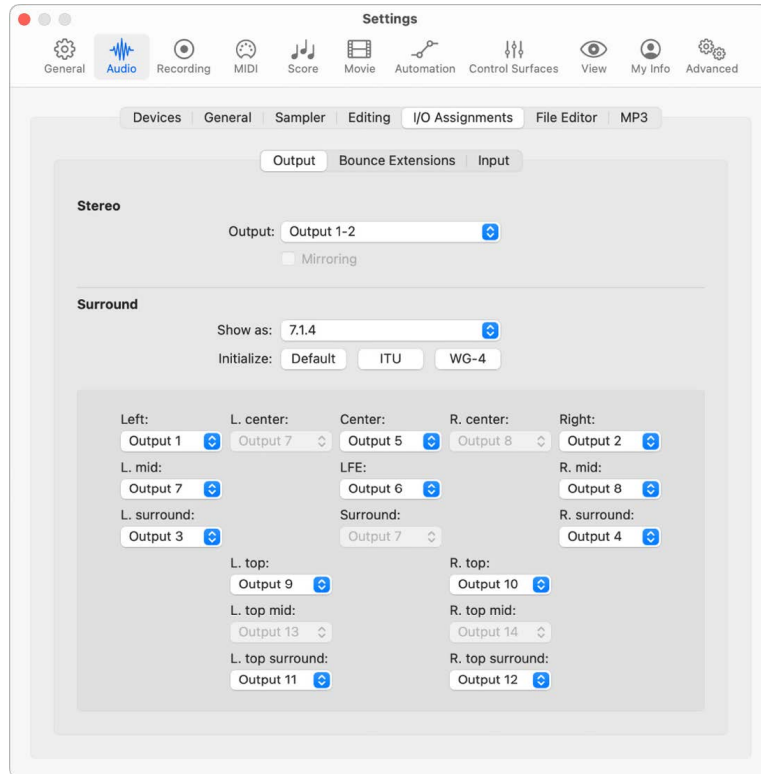 Settings
General Audio Recording MIDI Score Movie Automation Control Surfaces View My Info Advanced
Devices General Sampler Editing I/O Assignments File Editor MP3
Output Bounce Extensions Input
Stereo
Output: Output 1-2
Mirroring
Surround
Show as: 7.1.4
Initialize: Default ITU WG-4
Left: L. center: Center: R. center: Right:
Output 1 Output 7 Output 5 Output 8 Output 2
L. mid: LFE: R. mid:
Output 7 Output 6 Output 8
L. surround: Surround: R. surround:
Output 3 Output 7 Output 4
L. top: R. top:
Output 9 Output 10
L. top mid: R. top mid:
Output 13 Output 14
L. top surround: R. top surround:
Output 11 Output 12